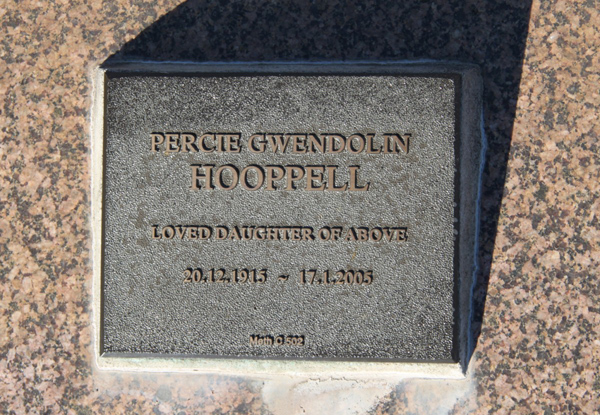 PERCIE GWENDOLIN
HOOPPELL
LOVED DAUGHTER OF ABOVE
20.12.1915 ~ 17.1.2005
Meth O 502